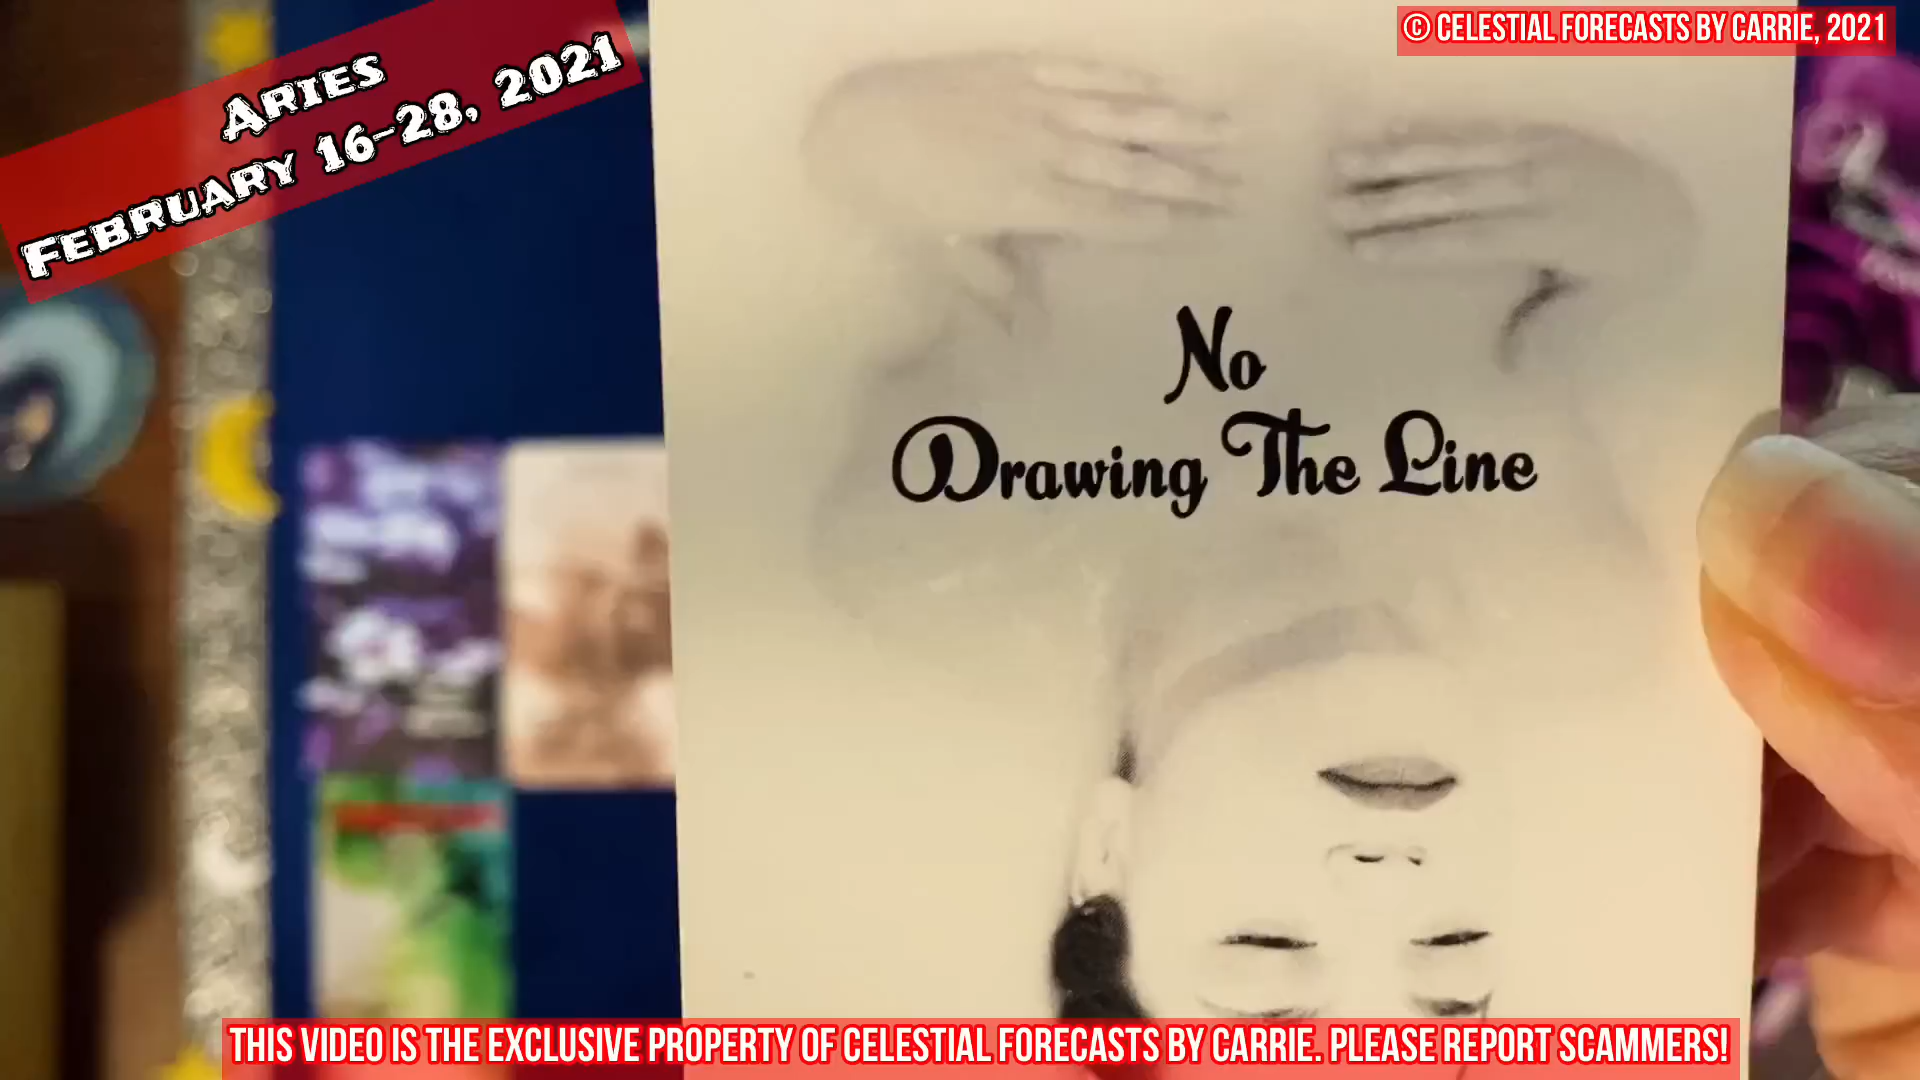 Aries
February 16-28, 2021
© CELESTIAL FORECASTS BY CARRIE, 2021
No
Drawing The Line
THIS VIDEO IS THE EXCLUSIVE PROPERTY OF CELESTIAL FORECASTS BY CARRIE. PLEASE REPORT SCAMMERS!